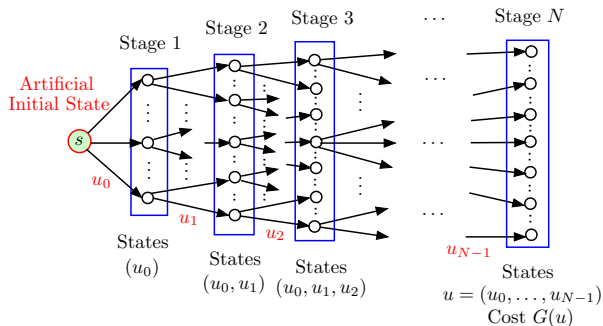 Stage 1
Stage 2
Stage 3
...
Stage N
Artificial
Initial State
s
...
...
...
u₀
u₁
u₂
uN−1
States
(u₀)
States
(u₀, u₁)
States
(u₀, u₁, u₂)
States
u = (u₀, . . . , uN−1)
Cost G(u)